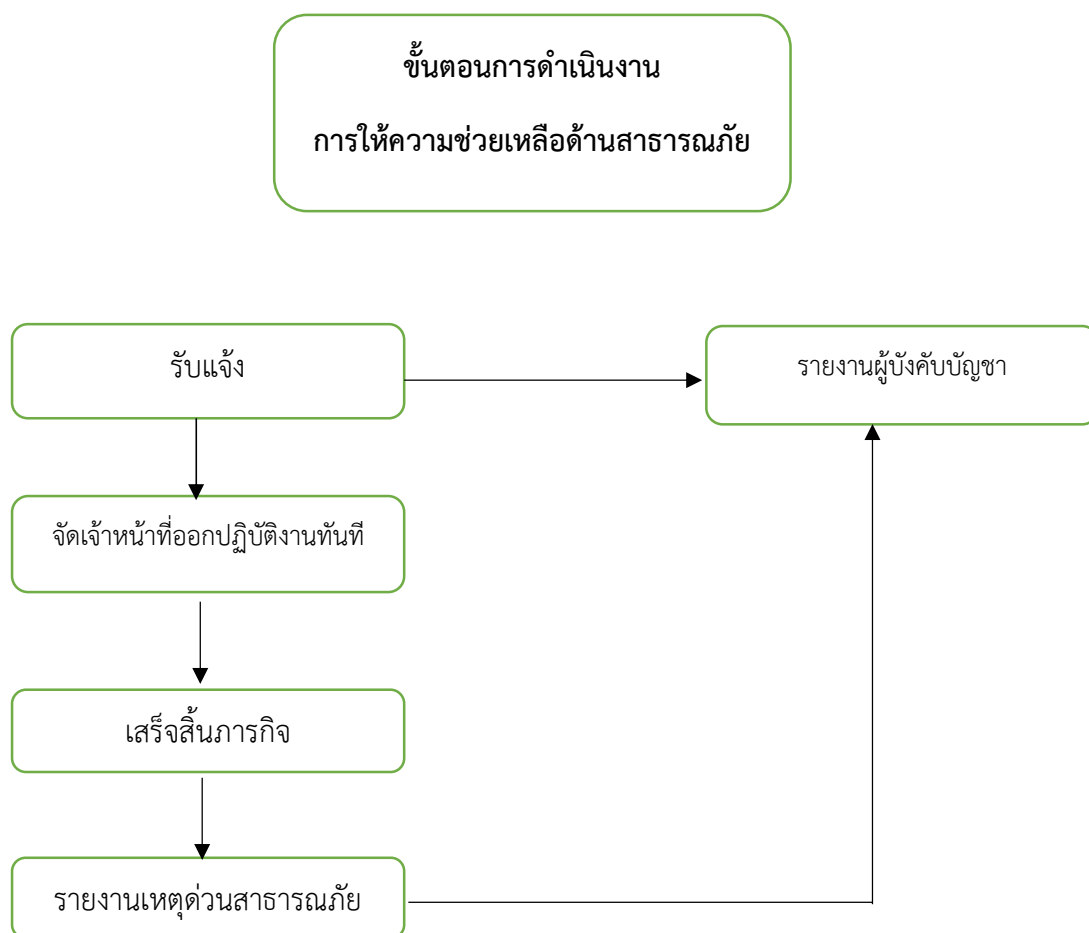 ขั้นตอนการดำเนินงาน
การให้ความช่วยเหลือด้านสาธารณภัย
รับแจ้ง
รายงานผู้บังคับบัญชา
จัดเจ้าหน้าที่ออกปฏิบัติงานทันที
เสร็จสิ้นภารกิจ
รายงานเหตุด่วนสาธารณภัย